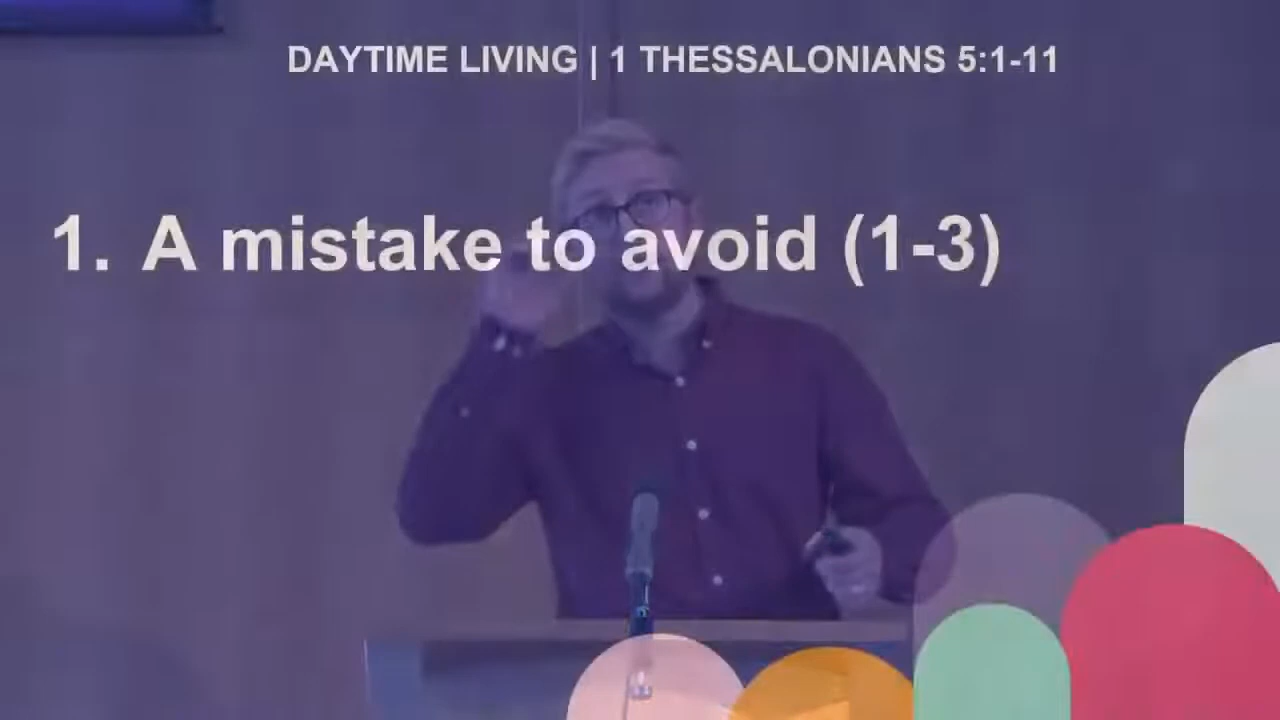 DAYTIME LIVING | 1 THESSALONIANS 5:1-11
1. A mistake to avoid (1-3)